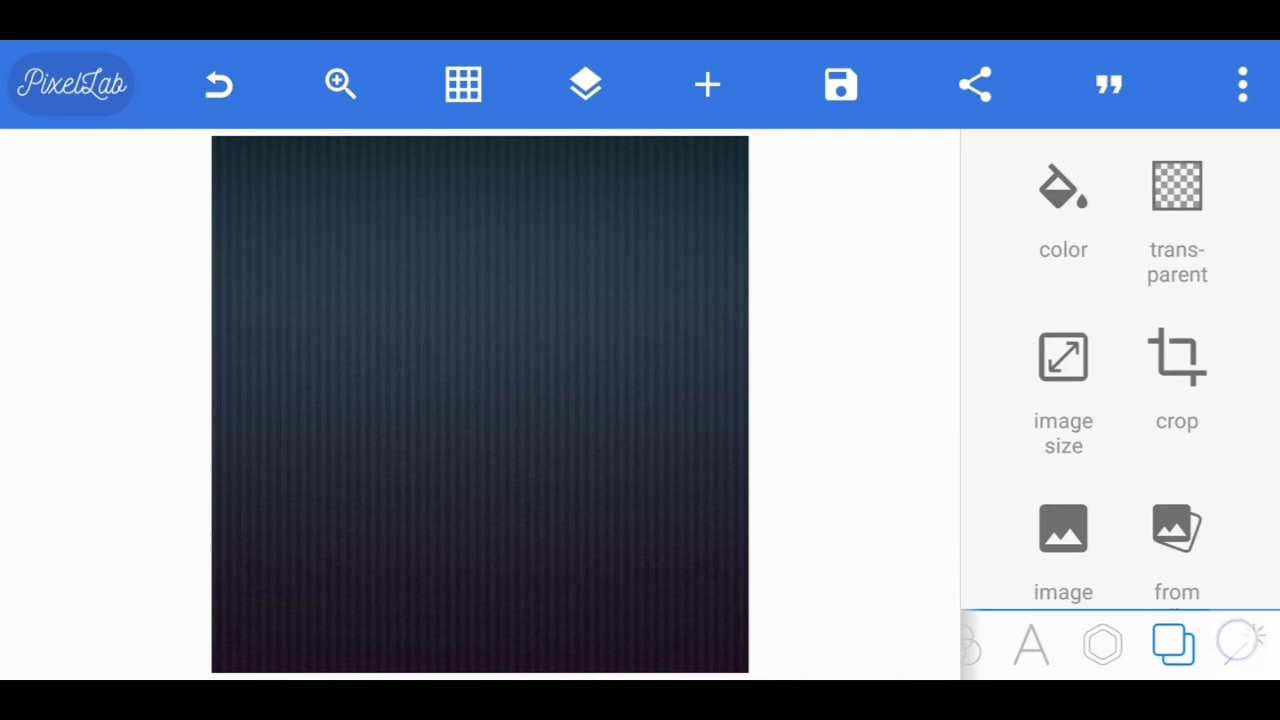 PixelLab
color
trans-
parent
image
size
crop
image
from